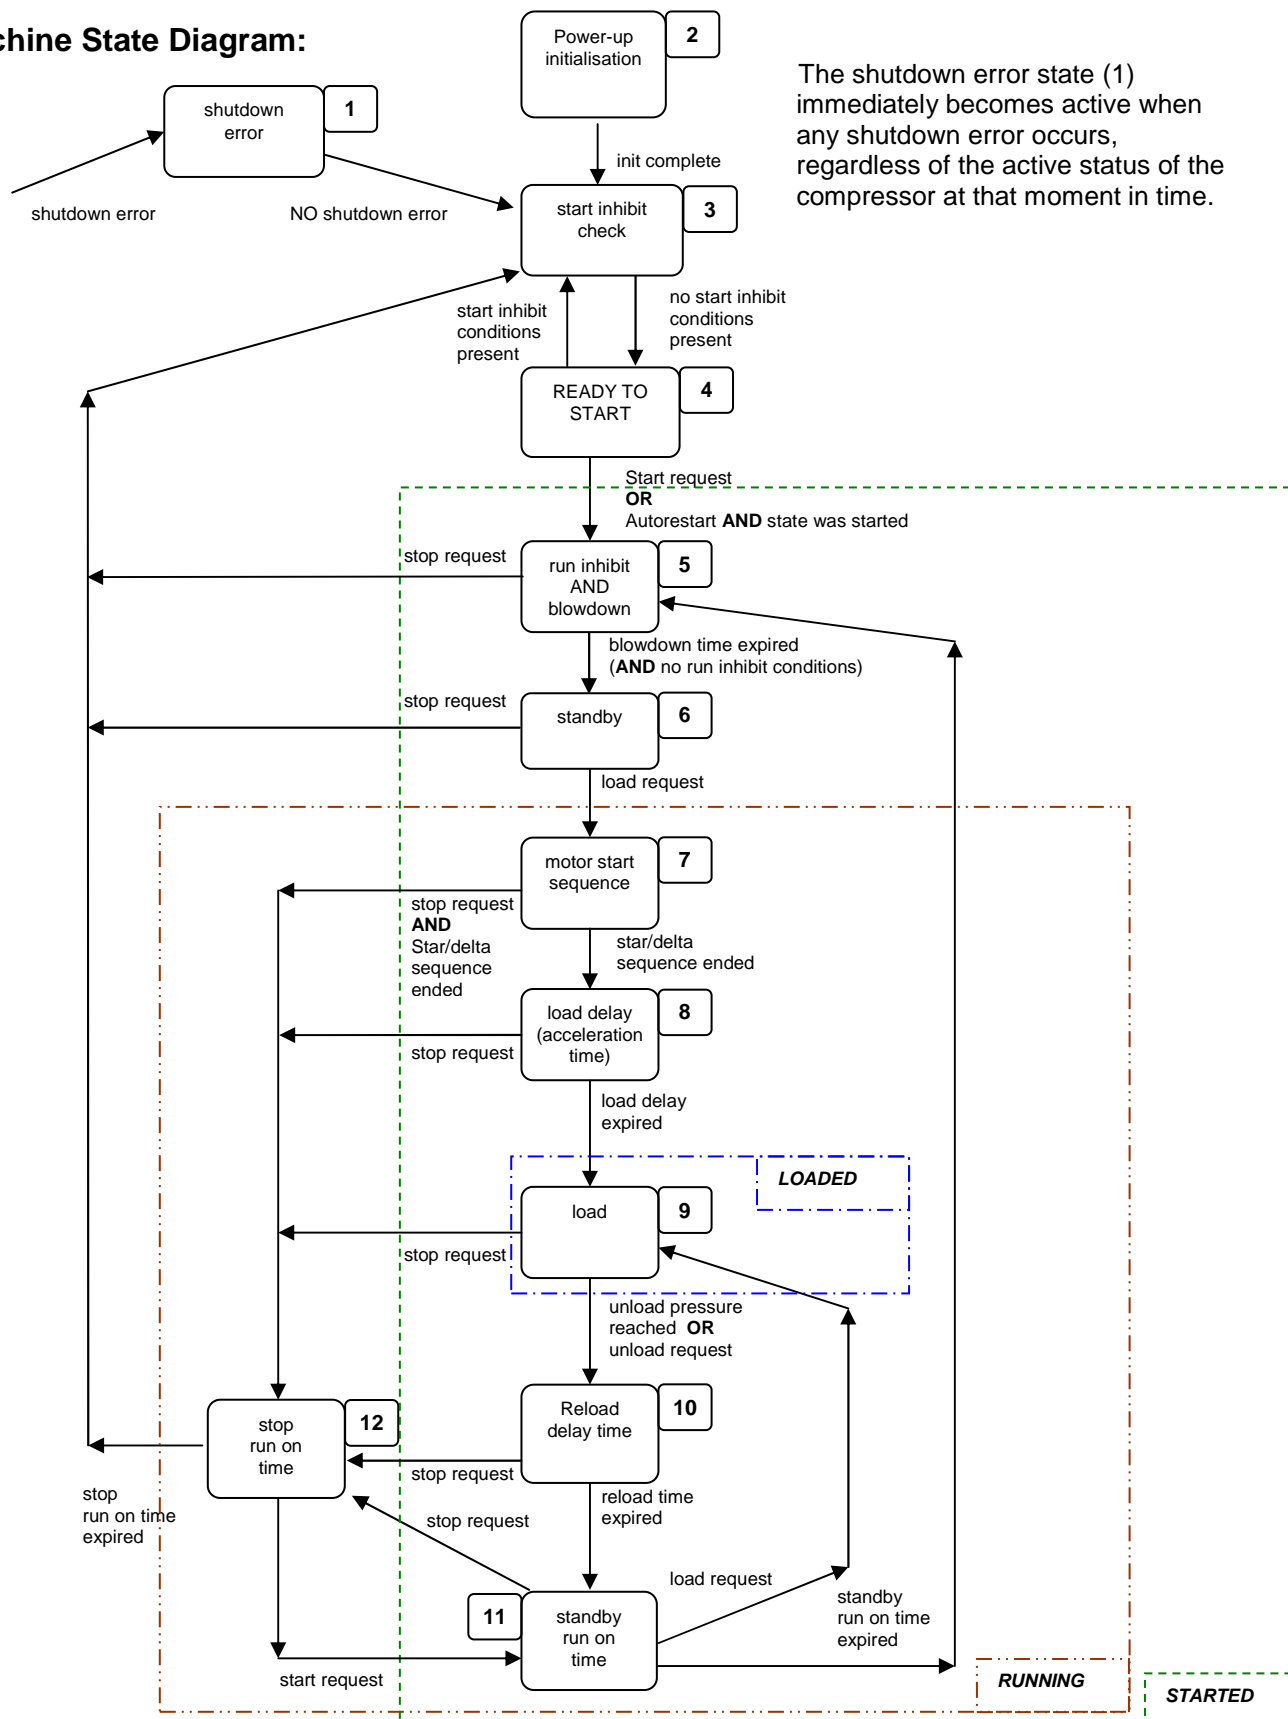 chine State Diagram:
Power-up
initialisation
2
The shutdown error state (1)
immediately becomes active when
any shutdown error occurs,
regardless of the active status of the
compressor at that moment in time.
shutdown
error
1
init complete
shutdown error
NO shutdown error
start inhibit
check
3
start inhibit
conditions
present
no start inhibit
conditions
present
READY TO
START
4
Start request
OR
Autorestart AND state was started
stop request
run inhibit
AND
blowdown
5
blowdown time expired
(AND no run inhibit conditions)
stop request
standby
6
load request
motor start
sequence
7
stop request
AND
Star/delta
sequence
ended
star/delta
sequence ended
load delay
(acceleration
time)
8
stop request
load delay
expired
LOADED
load
9
stop request
unload pressure
reached OR
unload request
Reload
delay time
10
stop
run on
time
12
stop request
stop
run on time
expired
reload time
expired
stop request
load request
standby
run on time
expired
11
standby
run on
time
start request
RUNNING
STARTED